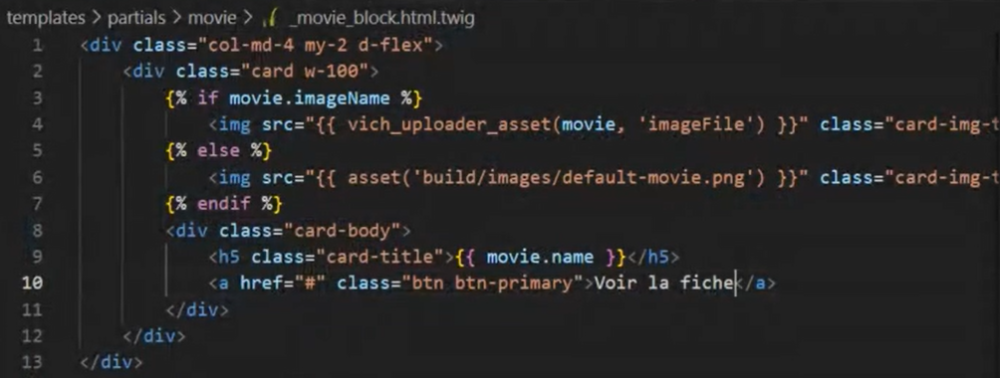 templates > partials > movie > _movie_block.html.twig
1 <div class="col-md-4 my-2 d-flex">
2 <div class="card w-100">
3 {% if movie.imageName %}
4 <img src="{{ vich_uploader_asset(movie, 'imageFile') }}" class="card-img-t
5 {% else %}
6 <img src="{{ asset('build/images/default-movie.png') }}" class="card-img-t
7 {% endif %}
8 <div class="card-body">
9 <h5 class="card-title">{{ movie.name }}</h5>
10 <a href="#" class="btn btn-primary">Voir la fiche</a>
11 </div>
12 </div>
13 </div>